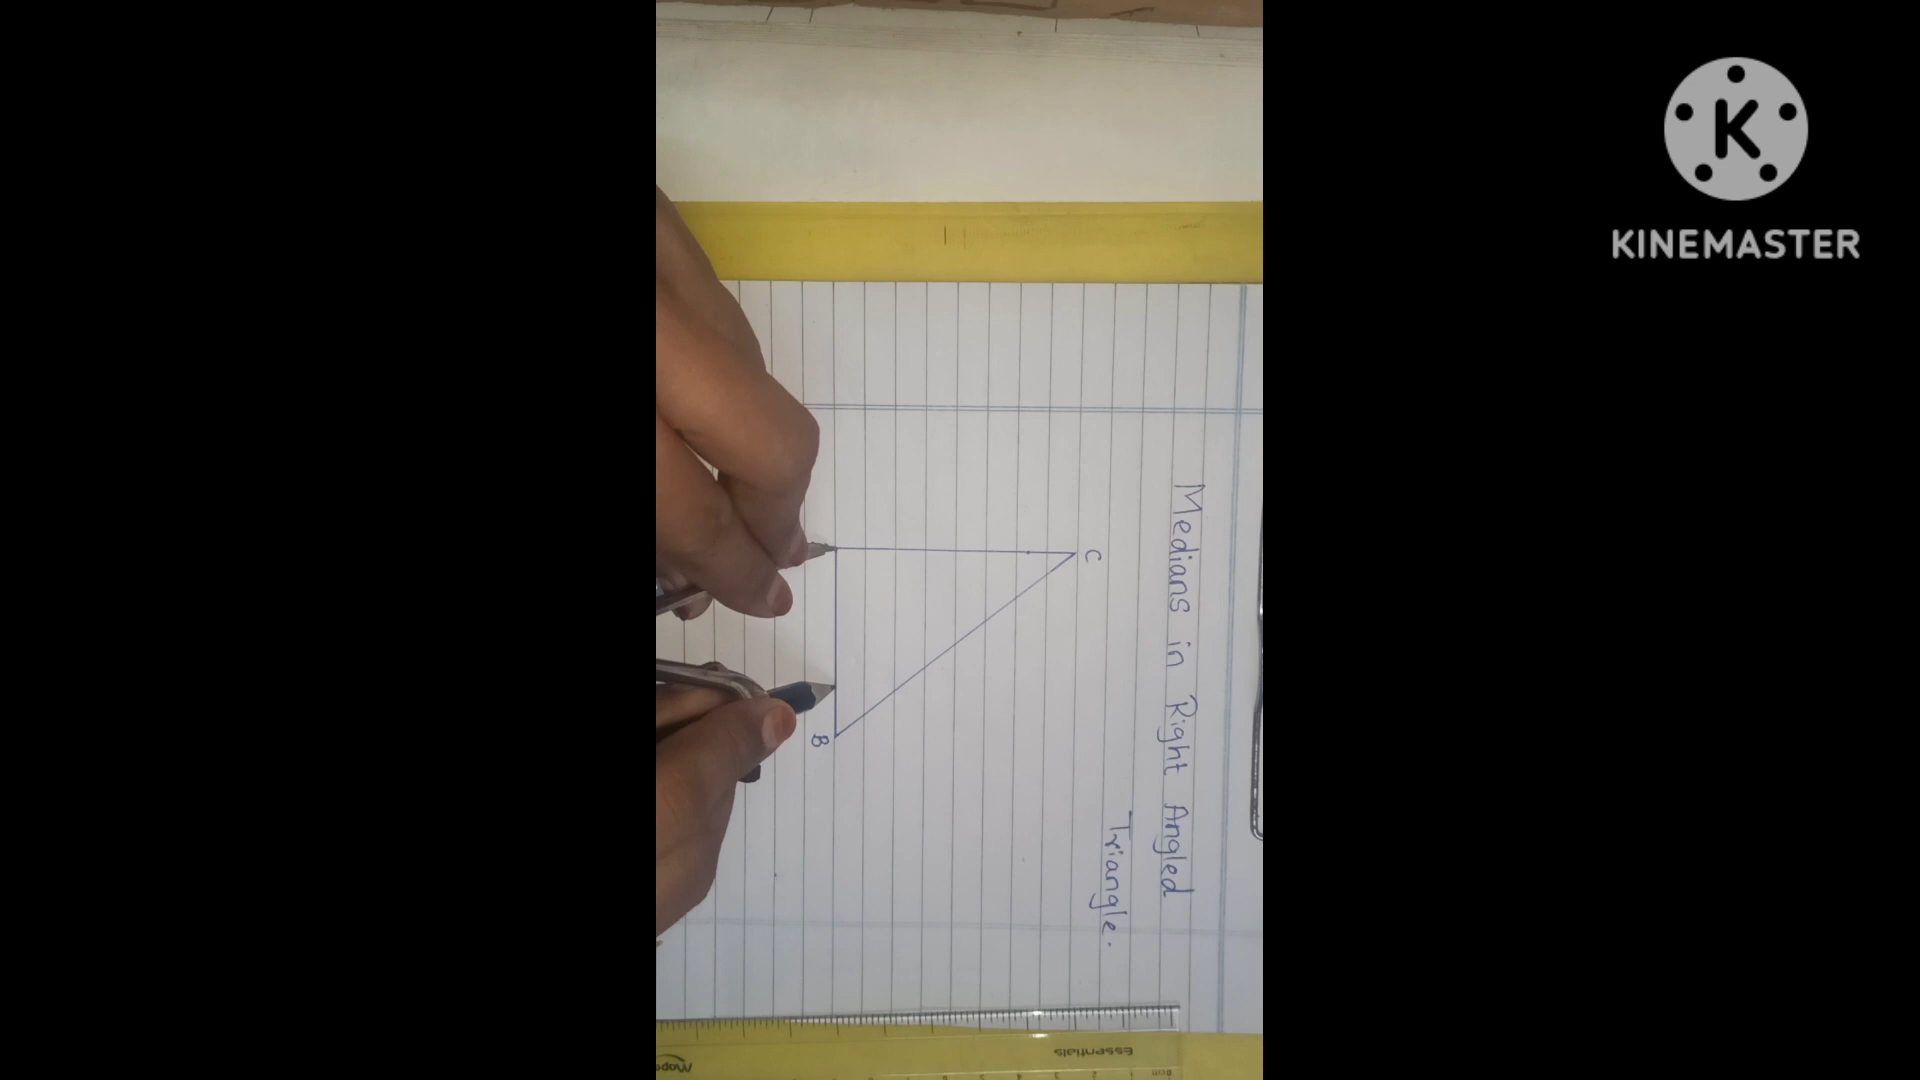 Medians in Right Angled
Triangle.
C
B
KINEMASTER
Essentials